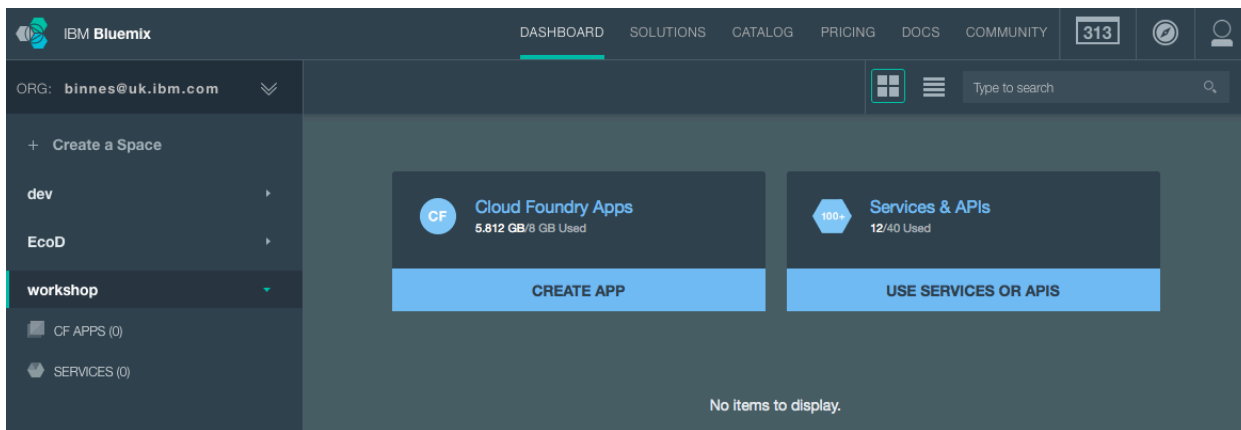 IBM Bluemix
DASHBOARD SOLUTIONS CATALOG PRICING DOCS COMMUNITY 313
ORG: binnes@uk.ibm.com
Type to search
+ Create a Space
dev
EcoD
workshop
CF APPS (0)
SERVICES (0)
CF
Cloud Foundry Apps
5.812 GB/8 GB Used
CREATE APP
100+
Services & APIs
12/40 Used
USE SERVICES OR APIS
No items to display.